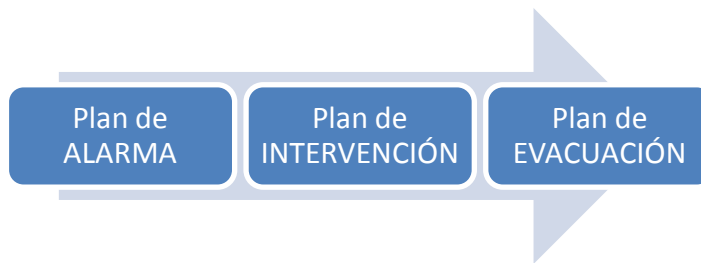 Plan de
ALARMA
Plan de
INTERVENCIÓN
Plan de
EVACUACIÓN